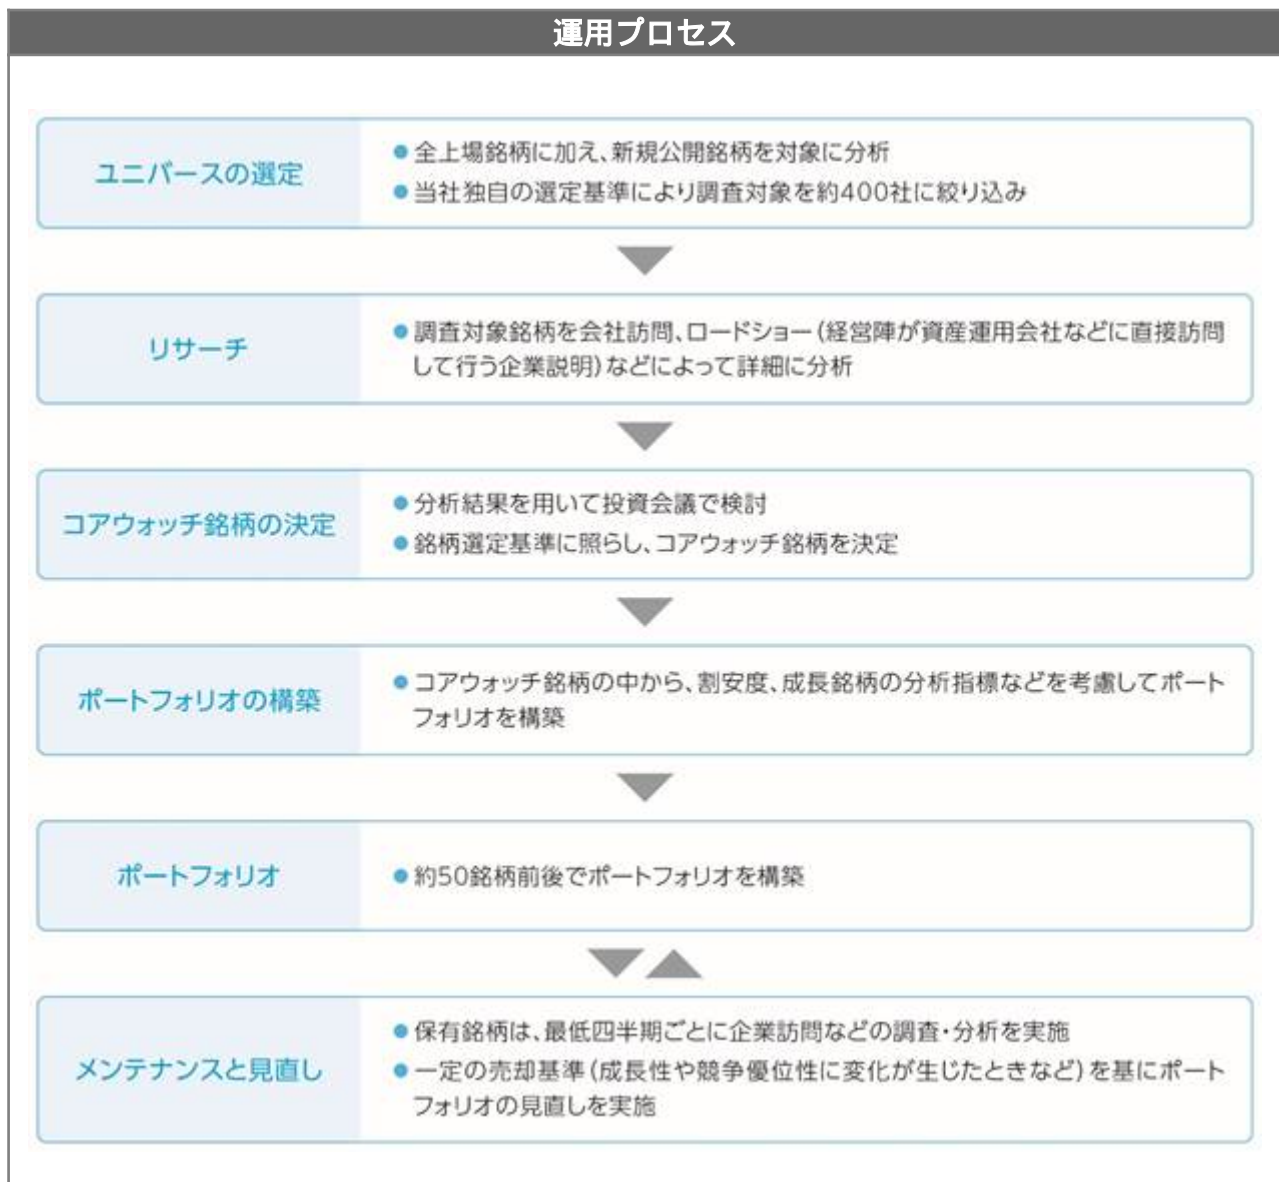 運用プロセス
ユニバースの選定
●全上場銘柄に加え、新規公開銘柄を対象に分析
●当社独自の選定基準により調査対象を約400社に絞り込み
リサーチ
●調査対象銘柄を会社訪問、ロードショー(経営陣が資産運用会社などに直接訪問
して行う企業説明)などによって詳細に分析
コアウォッチ銘柄の決定
●分析結果を用いて投資会議で検討
●銘柄選定基準に照らし、コアウォッチ銘柄を決定
ポートフォリオの構築
●コアウォッチ銘柄の中から、割安度、成長銘柄の分析指標などを考慮してポート
フォリオを構築
ポートフォリオ
●約50銘柄前後でポートフォリオを構築
メンテナンスと見直し
●保有銘柄は、最低四半期ごとに企業訪問などの調査・分析を実施
●一定の売却基準(成長性や競争優位性に変化が生じたときなど)を基にポート
フォリオの見直しを実施